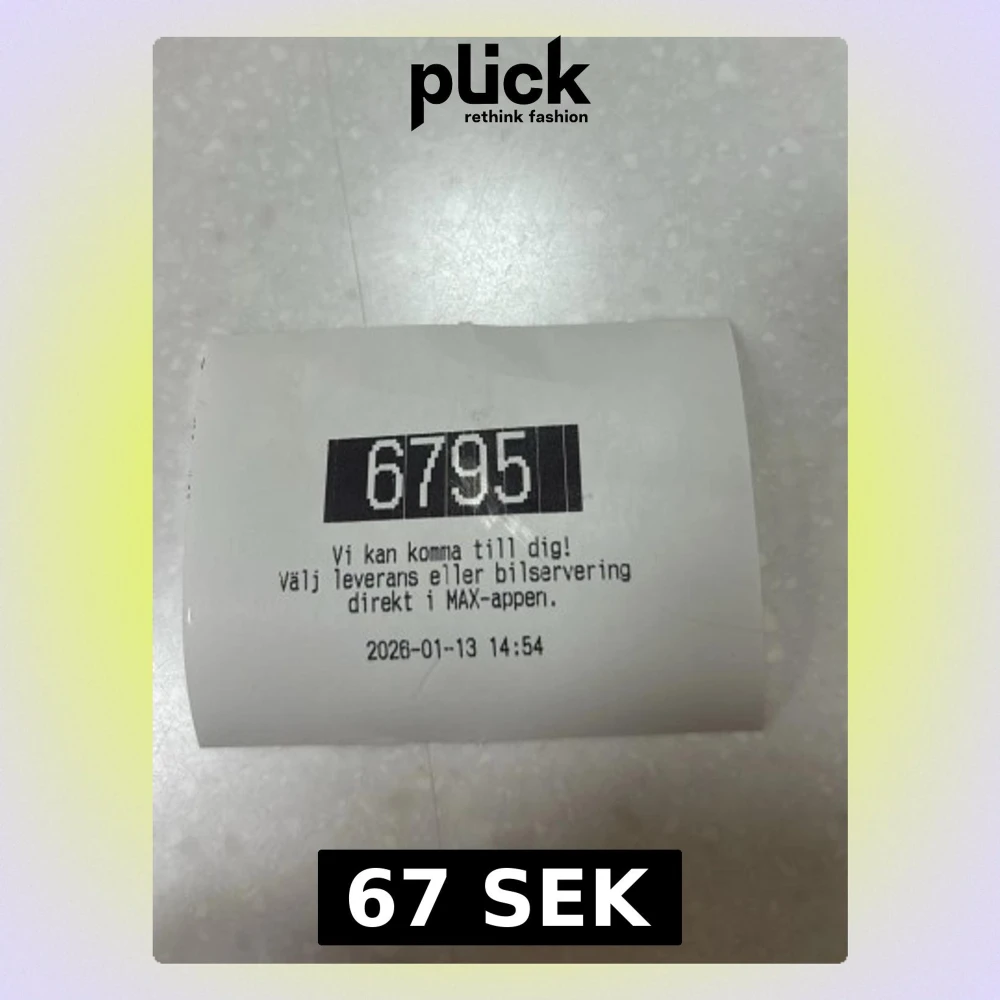 plick
rethink fashion
6795
Vi kan komma till dig!
Välj leverans eller bilservering
direkt i MAX-appen.
2026-01-13 14:54
67 SEK